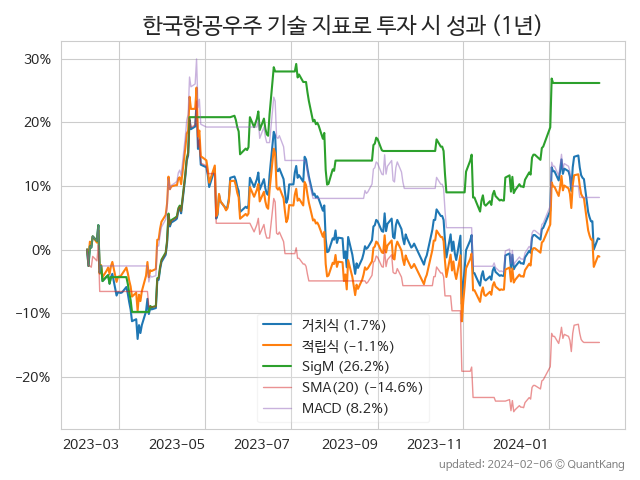 한국항공우주 기술 지표로 투자 시 성과 (1년)
30%
20%
10%
0%
−10%
−20%
거치식 (1.7%)
적립식 (−1.1%)
SigM (26.2%)
SMA(20) (−14.6%)
MACD (8.2%)
2023-03 2023-05 2023-07 2023-09 2023-11 2024-01
updated: 2024-02-06 © QuantKang